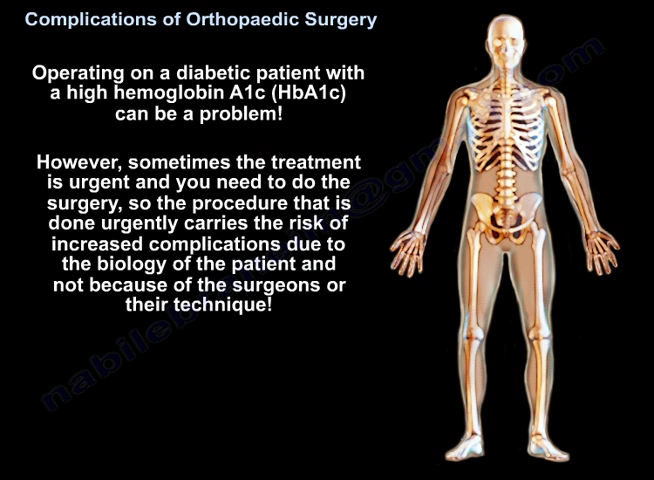 Complications of Orthopaedic Surgery
Operating on a diabetic patient with
a high hemoglobin A1c (HbA1c)
can be a problem!
However, sometimes the treatment
is urgent and you need to do the
surgery, so the procedure that is
done urgently carries the risk of
increased complications due to
the biology of the patient and
not because of the surgeons or
their technique!